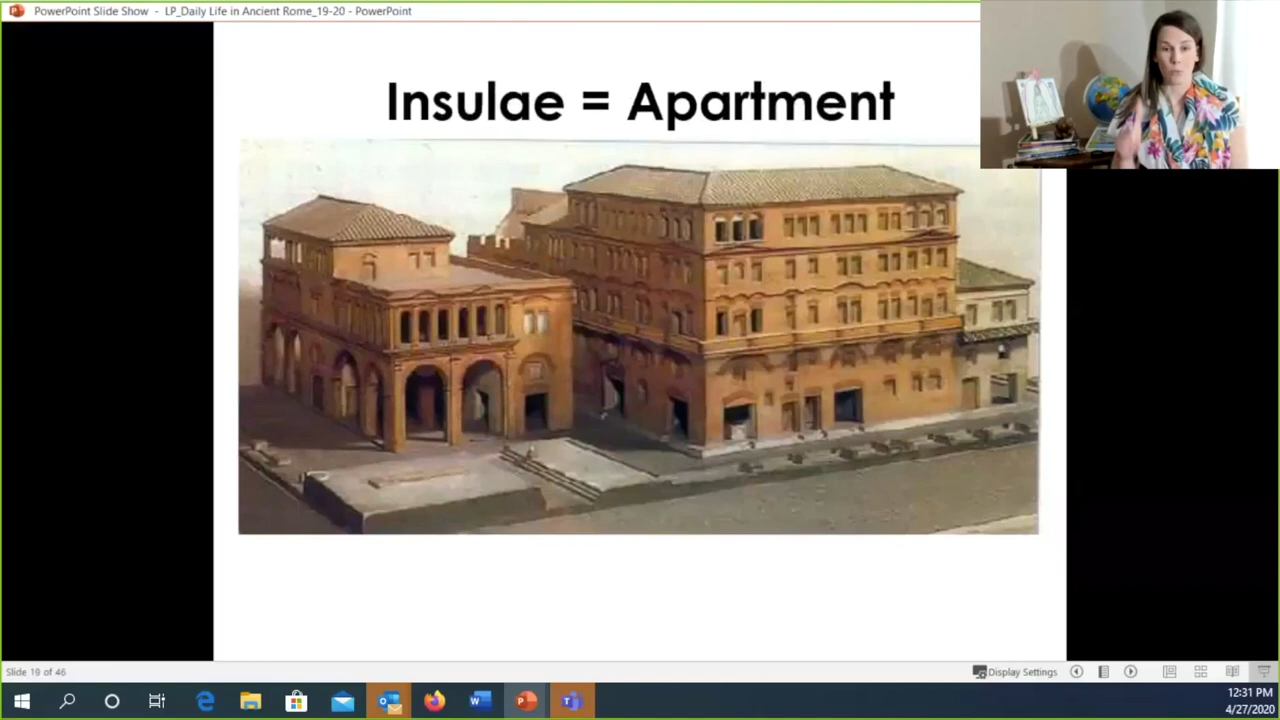 PowerPoint Slide Show - LP_Daily Life in Ancient Rome_19-20 - PowerPoint
Insulae = Apartment
Slide 19 of 46
Display Settings
12:31 PM
4/27/2020